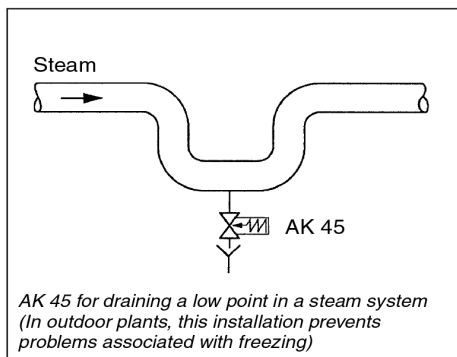 Steam
AK 45
AK 45 for draining a low point in a steam system
(In outdoor plants, this installation prevents
problems associated with freezing)